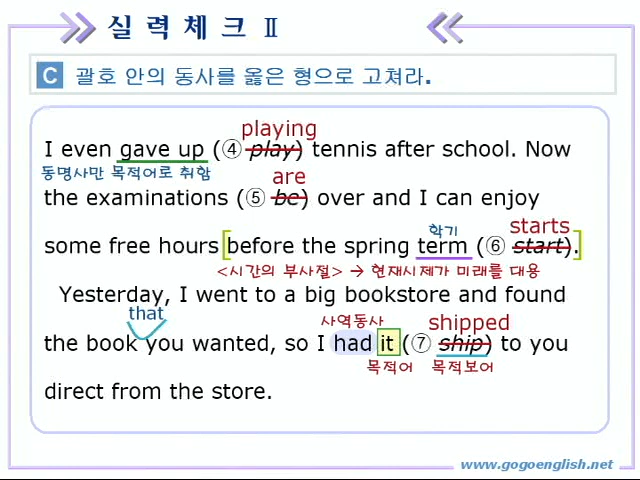 실 력 체 크 Ⅱ
C 괄호 안의 동사를 옳은 형으로 고쳐라.
playing
I even gave up (④ play) tennis after school. Now
동명사만 목적어로 취함
are
the examinations (⑤ be) over and I can enjoy
학기 starts
some free hours [before the spring term (⑥ start).]
<시간의 부사절> → 현재시제가 미래를 대용
Yesterday, I went to a big bookstore and found
that 사역동사 shipped
the book you wanted, so I had it (⑦ ship) to you
목적어 목적보어
direct from the store.
www.gogoenglish.net